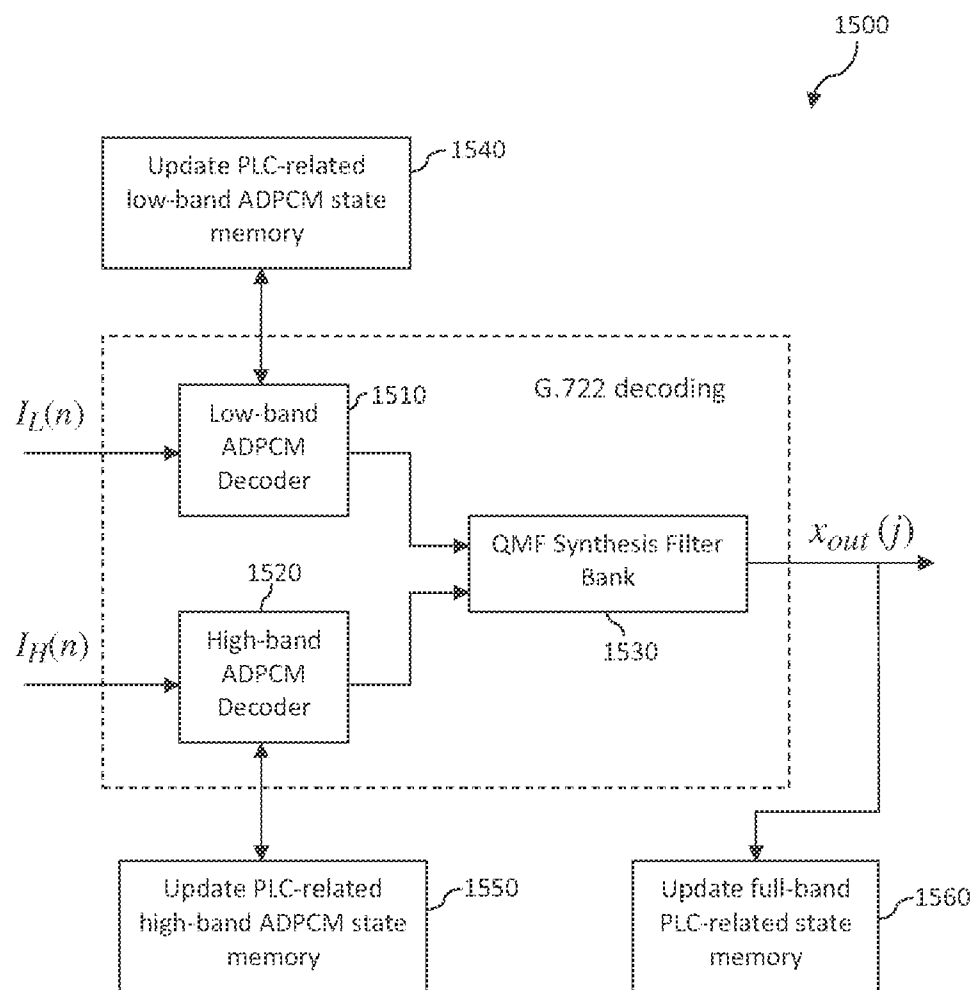 1500
Update PLC-related
low-band ADPCM state
memory
1540
G.722 decoding
I_L(n)
Low-band
ADPCM
Decoder
1510
QMF Synthesis Filter
Bank
1530
x_out(j)
1520
I_H(n)
High-band
ADPCM
Decoder
Update PLC-related
high-band ADPCM state
memory
1550
Update full-band
PLC-related state
memory
1560